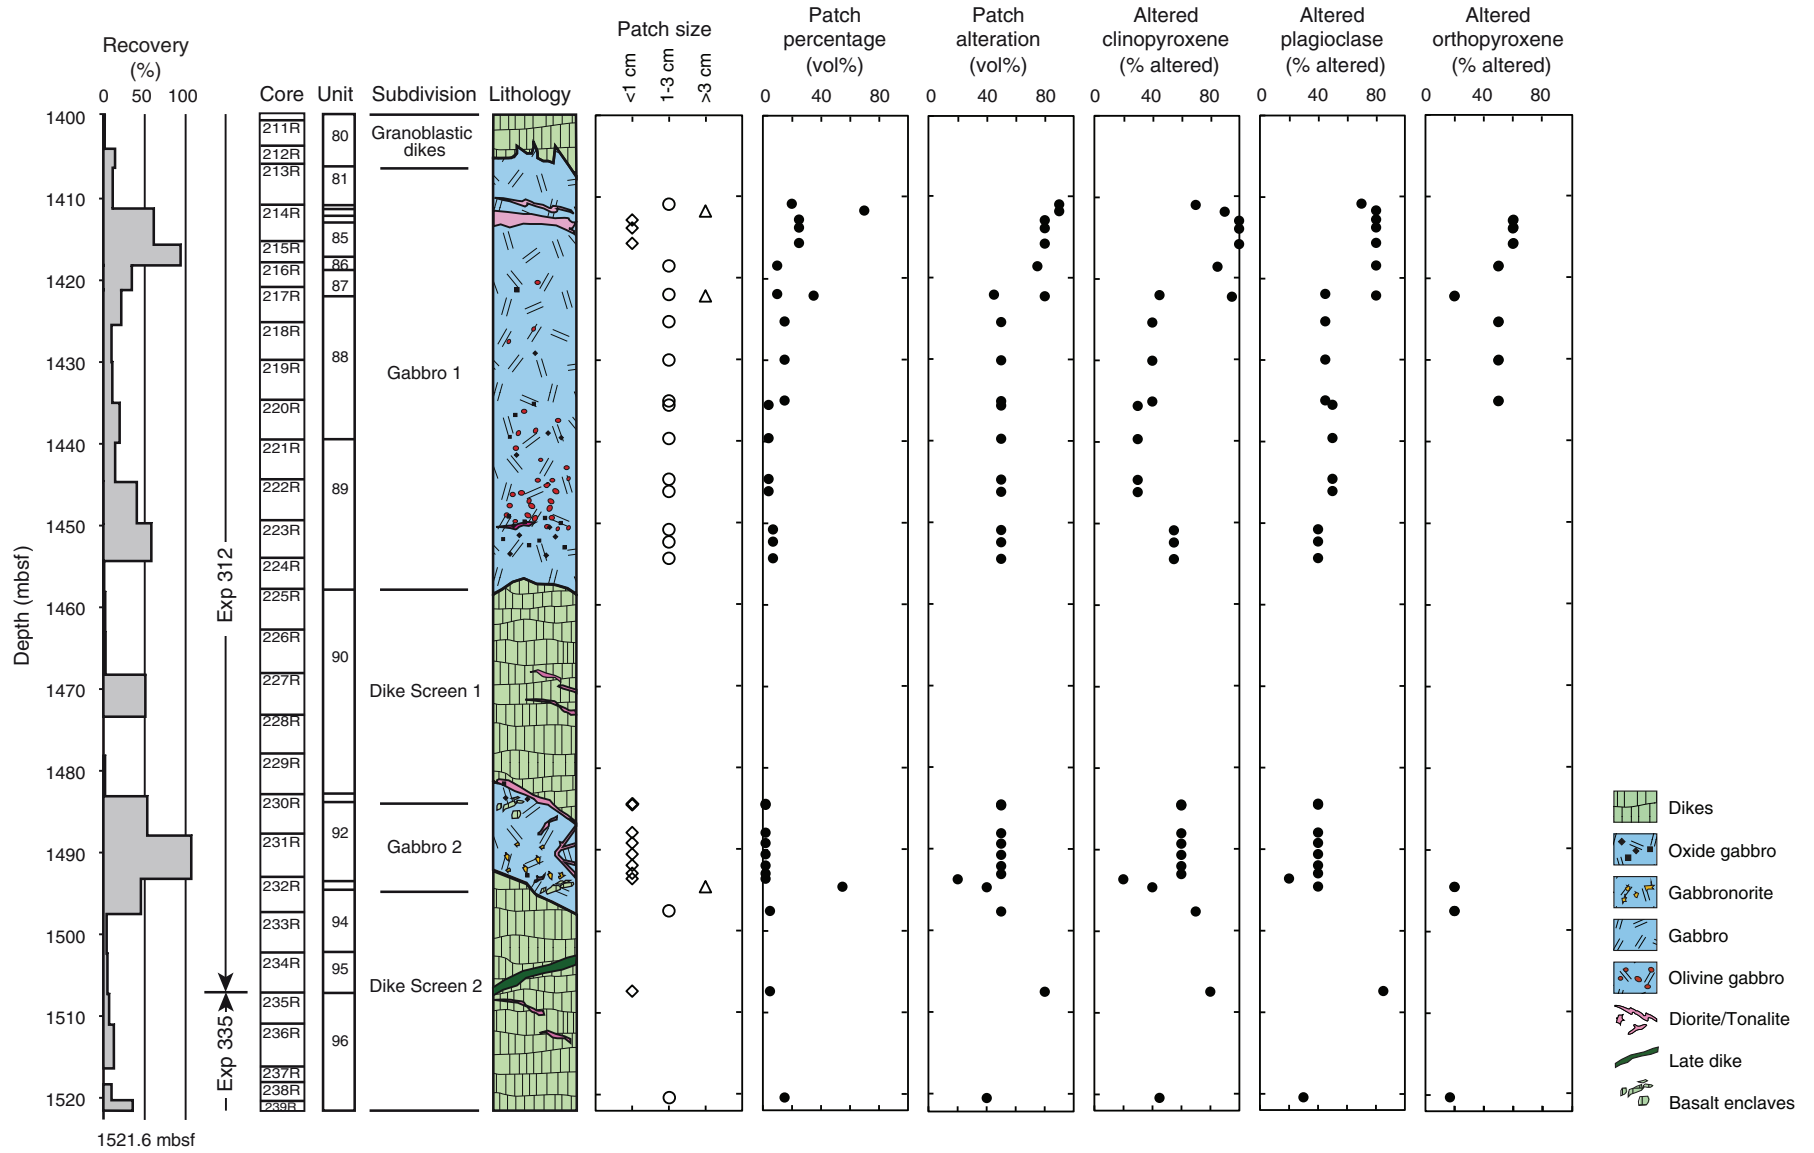 Recovery
(%)
0 50 100
Core
Unit
Subdivision
Lithology
Patch size
<1 cm
1-3 cm
>3 cm
Patch
percentage
(vol%)
0 40 80
Patch
alteration
(vol%)
0 40 80
Altered
clinopyroxene
(% altered)
0 40 80
Altered
plagioclase
(% altered)
0 40 80
Altered
orthopyroxene
(% altered)
0 40 80
Depth (mbsf)
1400
1410
1420
1430
1440
1450
1460
1470
1480
1490
1500
1510
1520
1521.6 mbsf
Exp 312
Exp 335
211R
212R
213R
214R
215R
216R
217R
218R
219R
220R
221R
222R
223R
224R
225R
226R
227R
228R
229R
230R
231R
232R
233R
234R
235R
236R
237R
238R
239R
80
81
85
86
87
88
89
90
92
94
95
96
Granoblastic
dikes
Gabbro 1
Dike Screen 1
Gabbro 2
Dike Screen 2
Dikes
Oxide gabbro
Gabbronorite
Gabbro
Olivine gabbro
Diorite/Tonalite
Late dike
Basalt enclaves